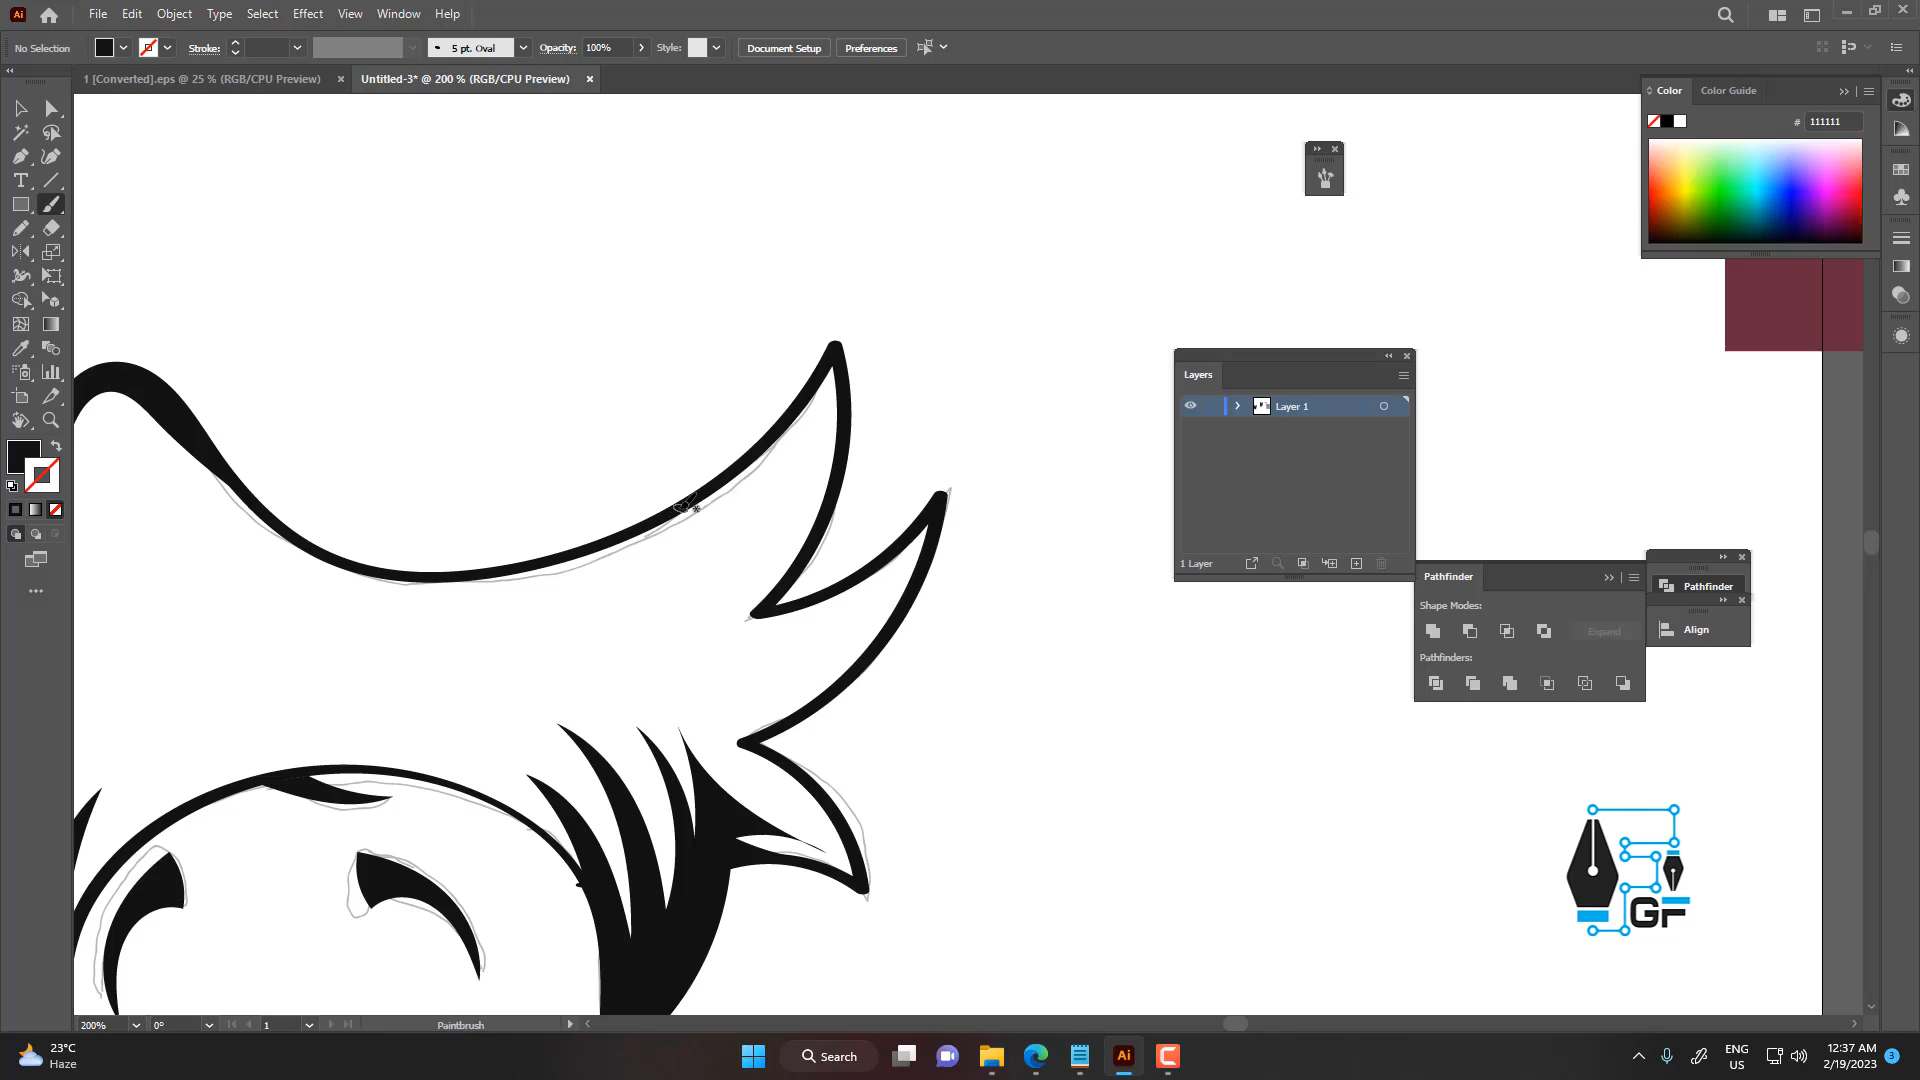 Ai File Edit Object Type Select Effect View Window Help
No Selection Stroke: 5 pt. Oval Opacity: 100% Style: Document Setup Preferences
1 [Converted].eps @ 25 % (RGB/CPU Preview) Untitled-3* @ 200 % (RGB/CPU Preview)
Color Color Guide
# 111111
Layers
Layer 1
1 Layer
Pathfinder
Shape Modes:
Expand
Pathfinders:
Pathfinder
Align
GF
200% 0° 1 Paintbrush
23°C
Haze
Search
Ai
ENG
US
12:37 AM
2/19/2023
3